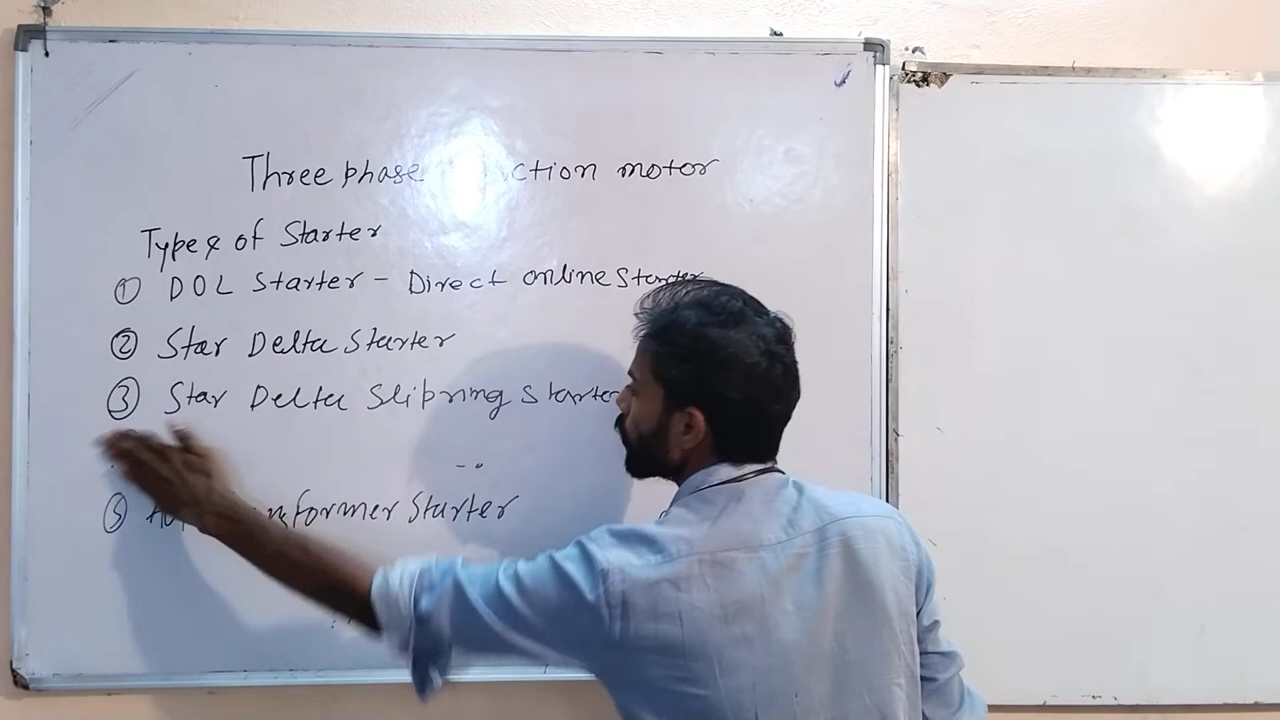 Three phase ction motor
Types of Starter
① DOL Starter - Direct online Starter
② Star Delta Starter
③ Star Delta Slipring Starter
⑤ Starter